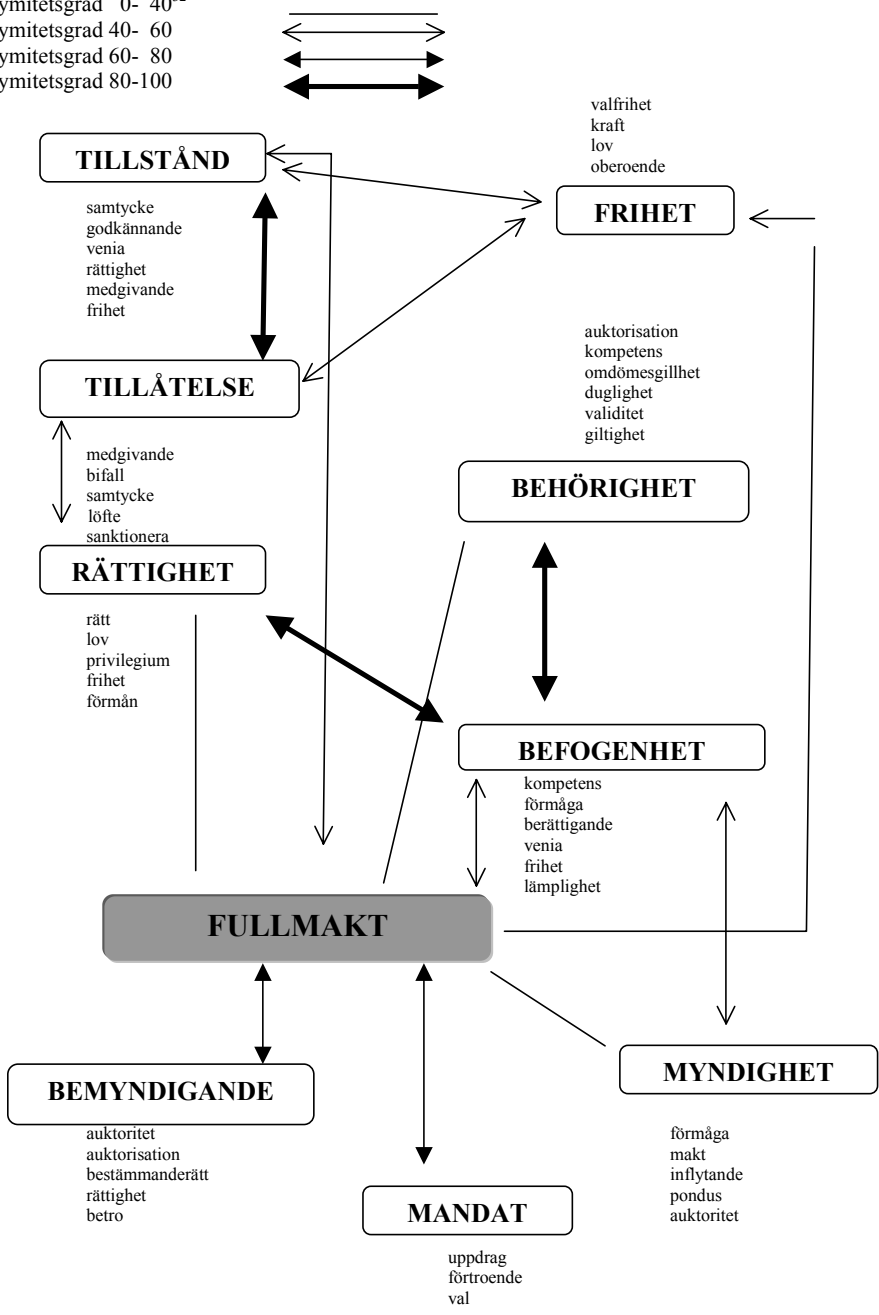 ymitetsgrad 0- 40
ymitetsgrad 40- 60
ymitetsgrad 60- 80
ymitetsgrad 80-100
valfrihet
kraft
lov
oberoende
TILLSTÅND
FRIHET
samtycke
godkännande
venia
rättighet
medgivande
frihet
auktorisation
kompetens
omdömesgillhet
duglighet
validitet
giltighet
TILLÅTELSE
medgivande
bifall
samtycke
löfte
sanktionera
BEHÖRIGHET
RÄTTIGHET
rätt
lov
privilegium
frihet
förmån
BEFOGENHET
kompetens
förmåga
berättigande
venia
frihet
lämplighet
FULLMAKT
BEMYNDIGANDE
MYNDIGHET
auktoritet
auktorisation
bestämmanderätt
rättighet
betro
förmåga
makt
inflytande
pondus
auktoritet
MANDAT
uppdrag
förtroende
val